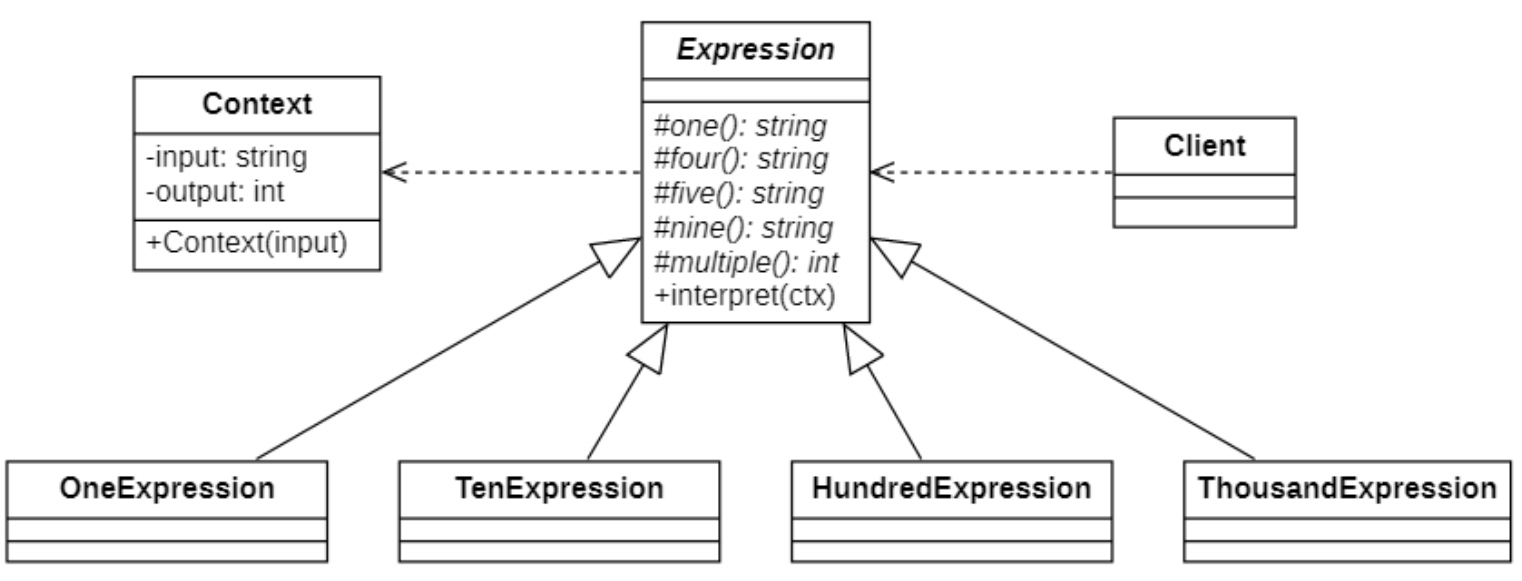 Expression
#one(): string
#four(): string
#five(): string
#nine(): string
#multiple(): int
+interpret(ctx)
Context
-input: string
-output: int
+Context(input)
Client
OneExpression
TenExpression
HundredExpression
ThousandExpression